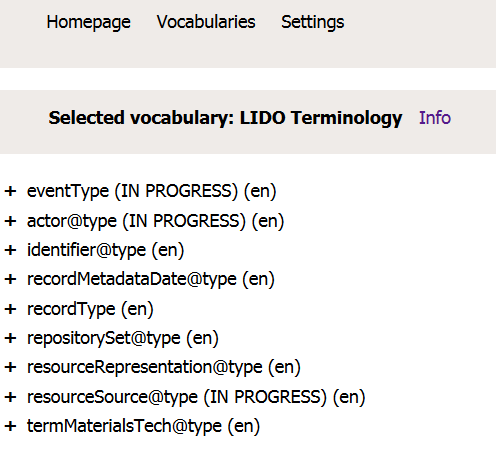 Homepage Vocabularies Settings
Selected vocabulary: LIDO Terminology Info
+ eventType (IN PROGRESS) (en)
+ actor@type (IN PROGRESS) (en)
+ identifier@type (en)
+ recordMetadataDate@type (en)
+ recordType (en)
+ repositorySet@type (en)
+ resourceRepresentation@type (en)
+ resourceSource@type (IN PROGRESS) (en)
+ termMaterialsTech@type (en)